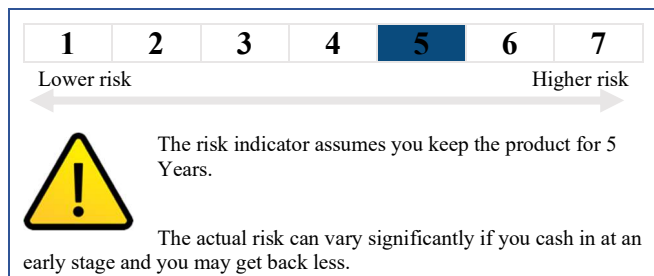 1 2 3 4 5 6 7
Lower risk Higher risk
The risk indicator assumes you keep the product for 5
Years.
The actual risk can vary significantly if you cash in at an
early stage and you may get back less.